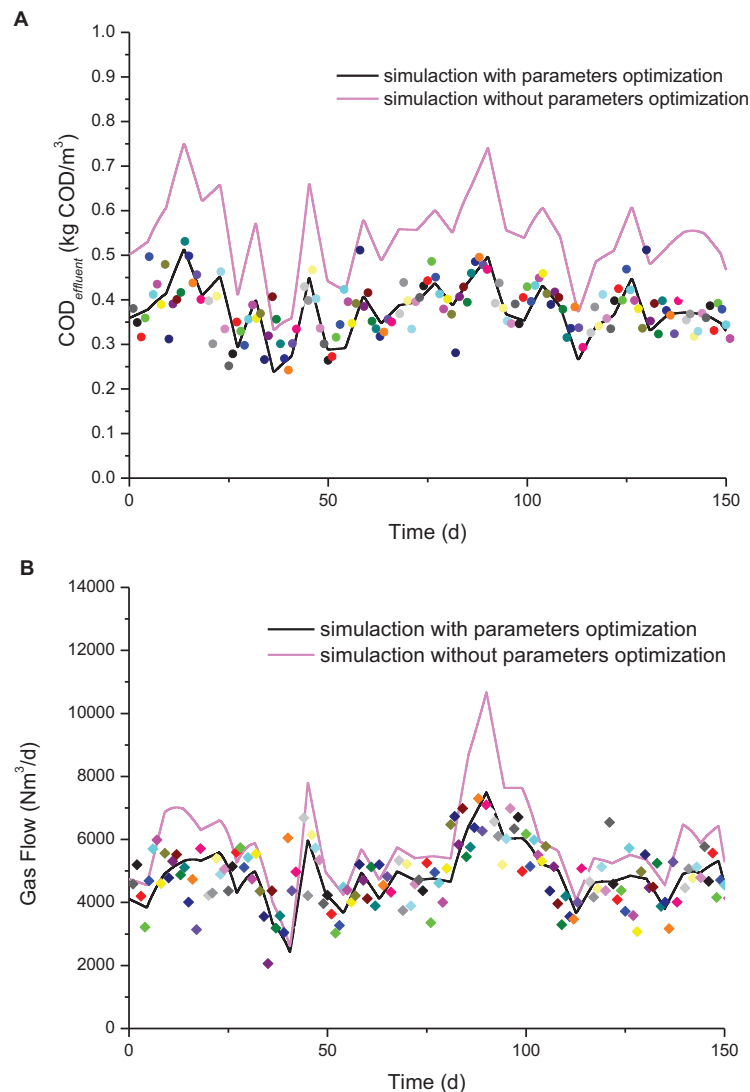 A
1.0
0.9
0.8
0.7
0.6
0.5
0.4
0.3
0.2
0.1
0.0
COD effluent (kg COD/m³)
simulaction with parameters optimization
simulaction without parameters optimization
0 50 100 150
Time (d)
B
14000
12000
10000
8000
6000
4000
2000
0
Gas Flow (Nm³/d)
simulaction with parameters optimization
simulaction without parameters optimization
0 50 100 150
Time (d)